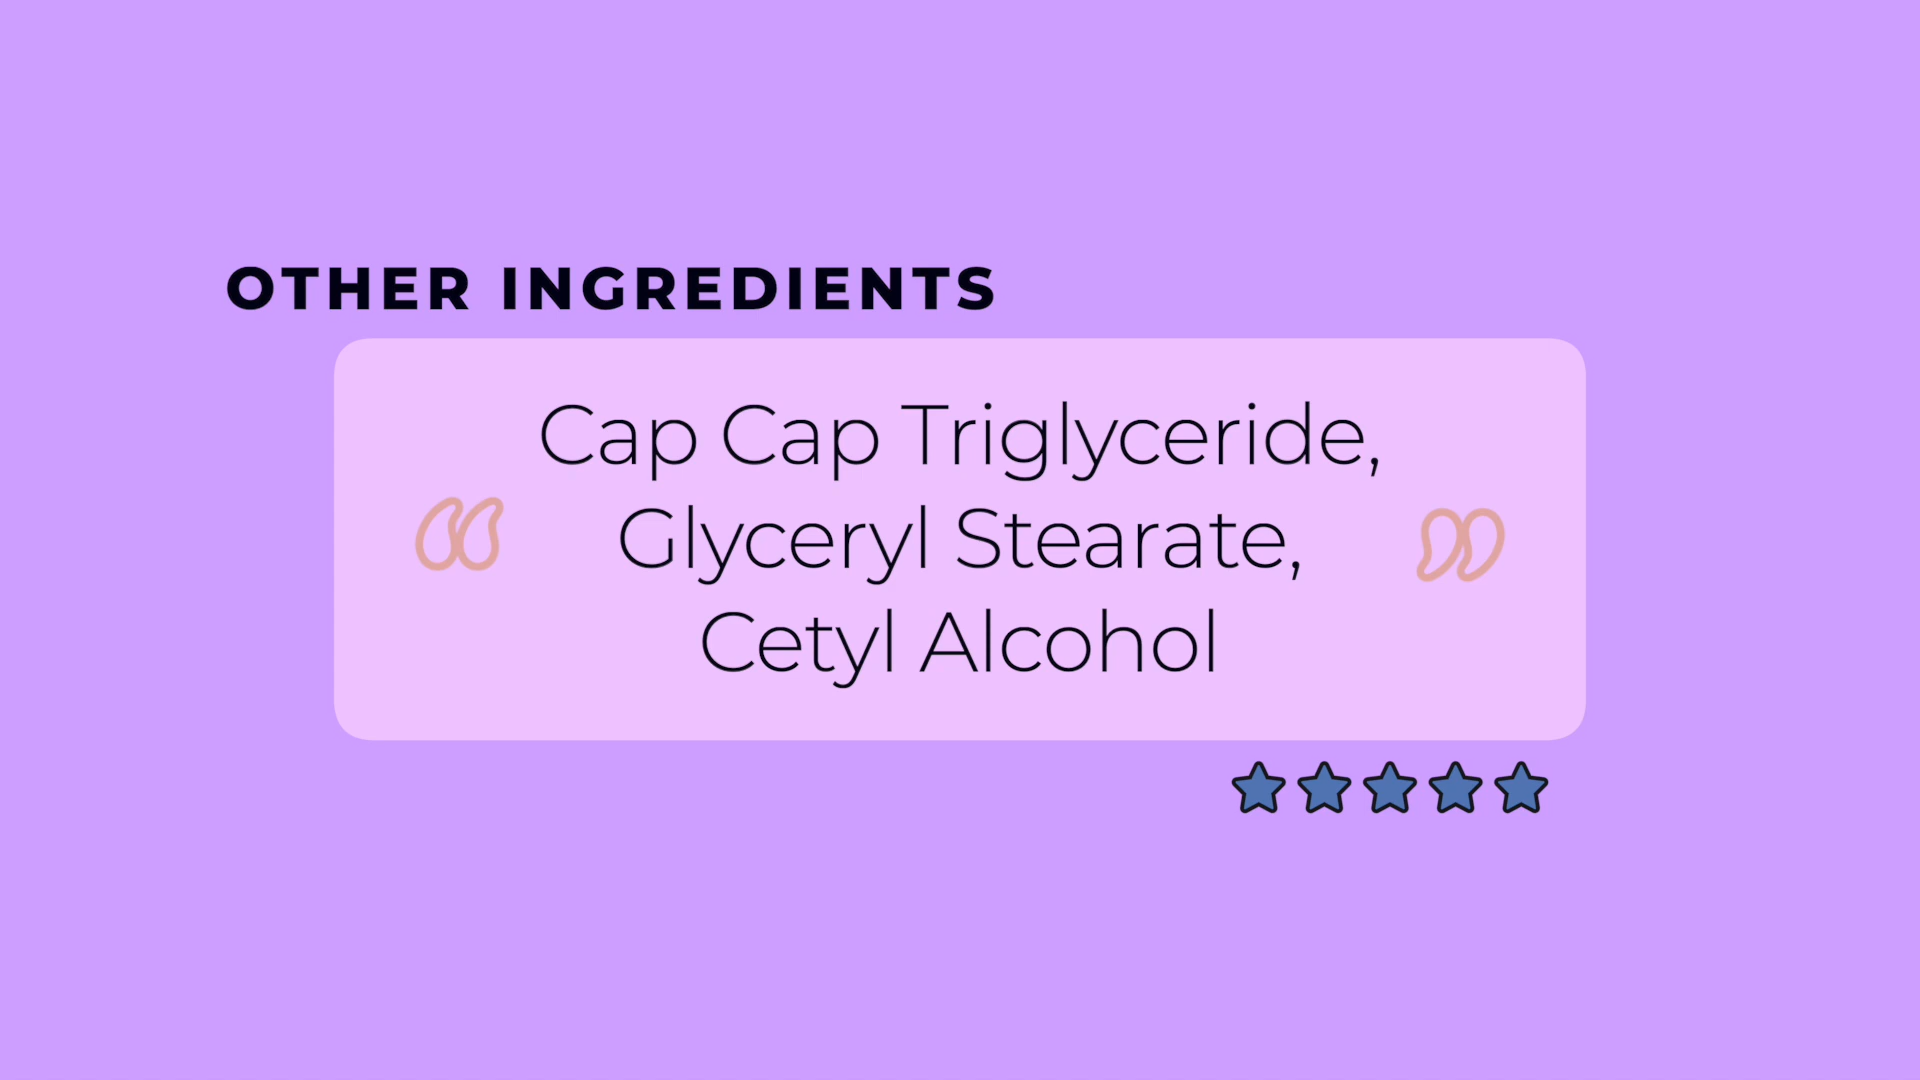 OTHER INGREDIENTS
Cap Cap Triglyceride,
Glyceryl Stearate,
Cetyl Alcohol